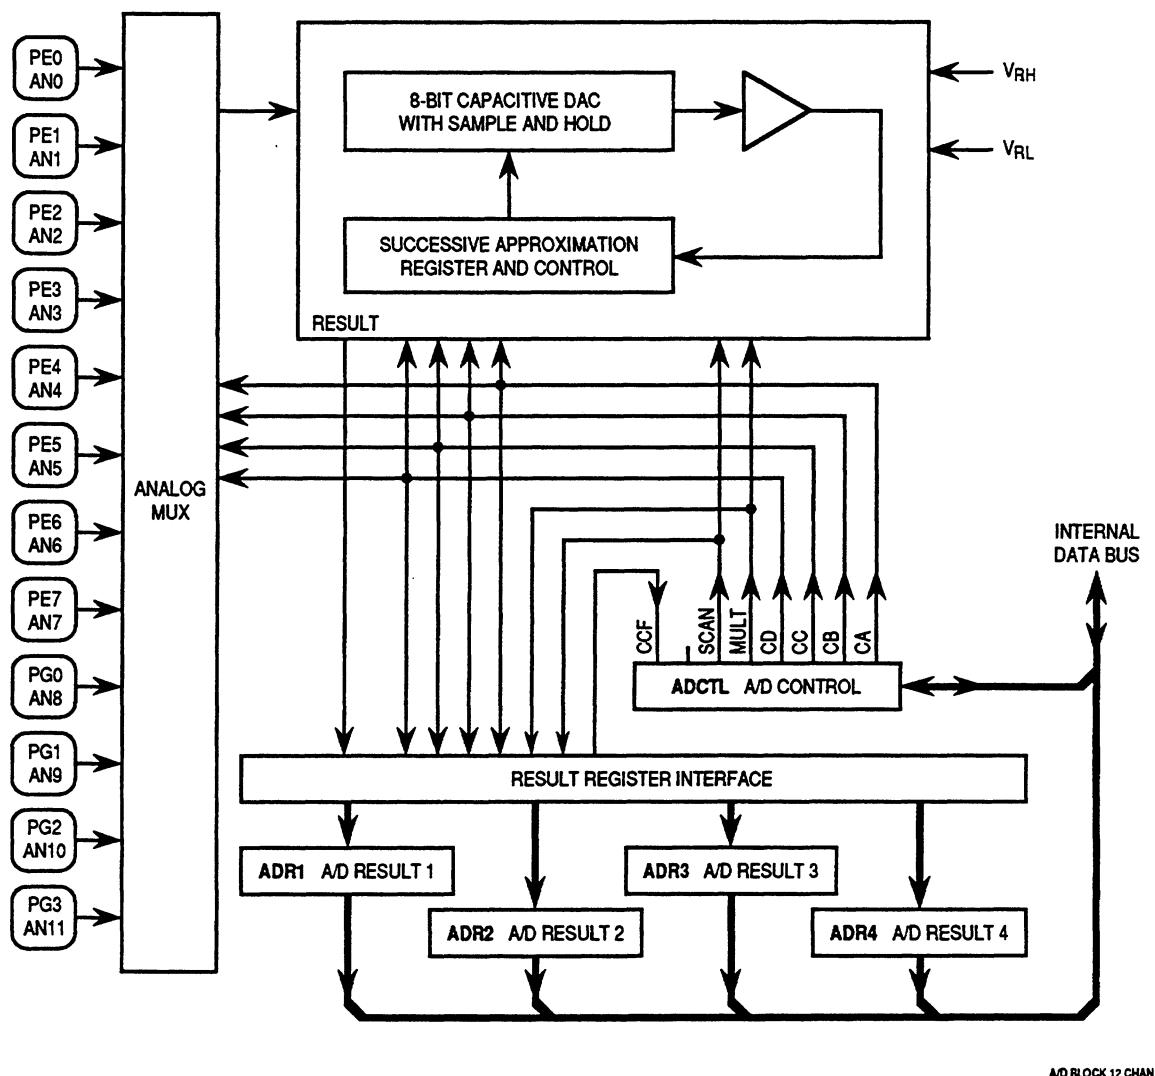 PE0
AN0
PE1
AN1
PE2
AN2
PE3
AN3
PE4
AN4
PE5
AN5
PE6
AN6
PE7
AN7
PG0
AN8
PG1
AN9
PG2
AN10
PG3
AN11
ANALOG
MUX
8-BIT CAPACITIVE DAC
WITH SAMPLE AND HOLD
SUCCESSIVE APPROXIMATION
REGISTER AND CONTROL
RESULT
VRH
VRL
INTERNAL
DATA BUS
CCF
SCAN
MULT
CD
CC
CB
CA
ADCTL A/D CONTROL
RESULT REGISTER INTERFACE
ADR1 A/D RESULT 1
ADR2 A/D RESULT 2
ADR3 A/D RESULT 3
ADR4 A/D RESULT 4
A/D BLOCK 12 CHAN